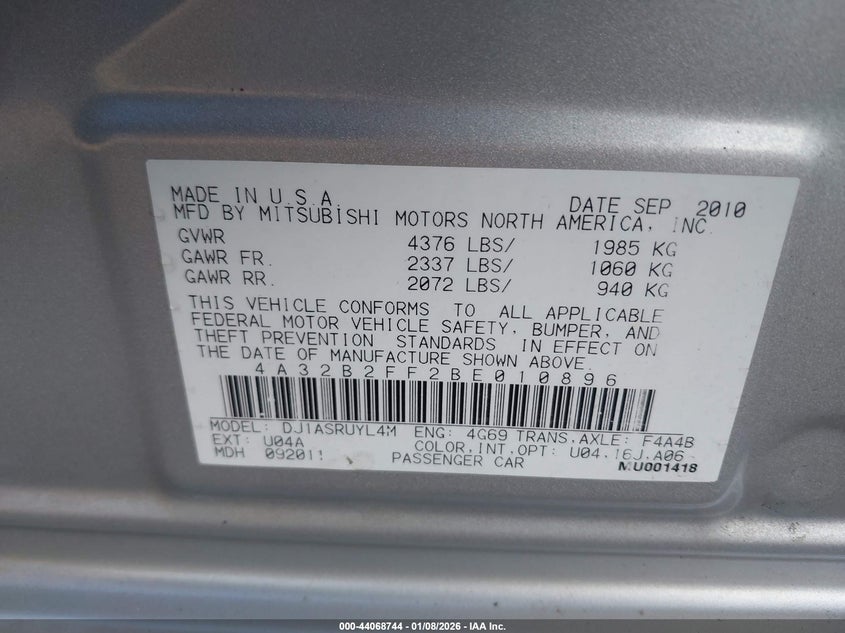 MADE IN U S A DATE SEP 2010
MFD BY MITSUBISHI MOTORS NORTH AMERICA, INC.
GVWR 4376 LBS/ 1985 KG
GAWR FR. 2337 LBS/ 1060 KG
GAWR RR. 2072 LBS/ 940 KG
THIS VEHICLE CONFORMS TO ALL APPLICABLE
FEDERAL MOTOR VEHICLE SAFETY, BUMPER, AND
THEFT PREVENTION STANDARDS IN EFFECT ON
THE DATE OF MANUFACTURE SHOWN ABOVE.
4A32B2FF2BE010896
MODEL: DJ1ASRUYL4M ENG: 4G69 TRANS,AXLE: F4A4B
EXT: U04A COLOR,INT,OPT: U04,16J,A06
MDH 092011 PASSENGER CAR MU001418
000-44068744 - 01/08/2026 - IAA Inc.